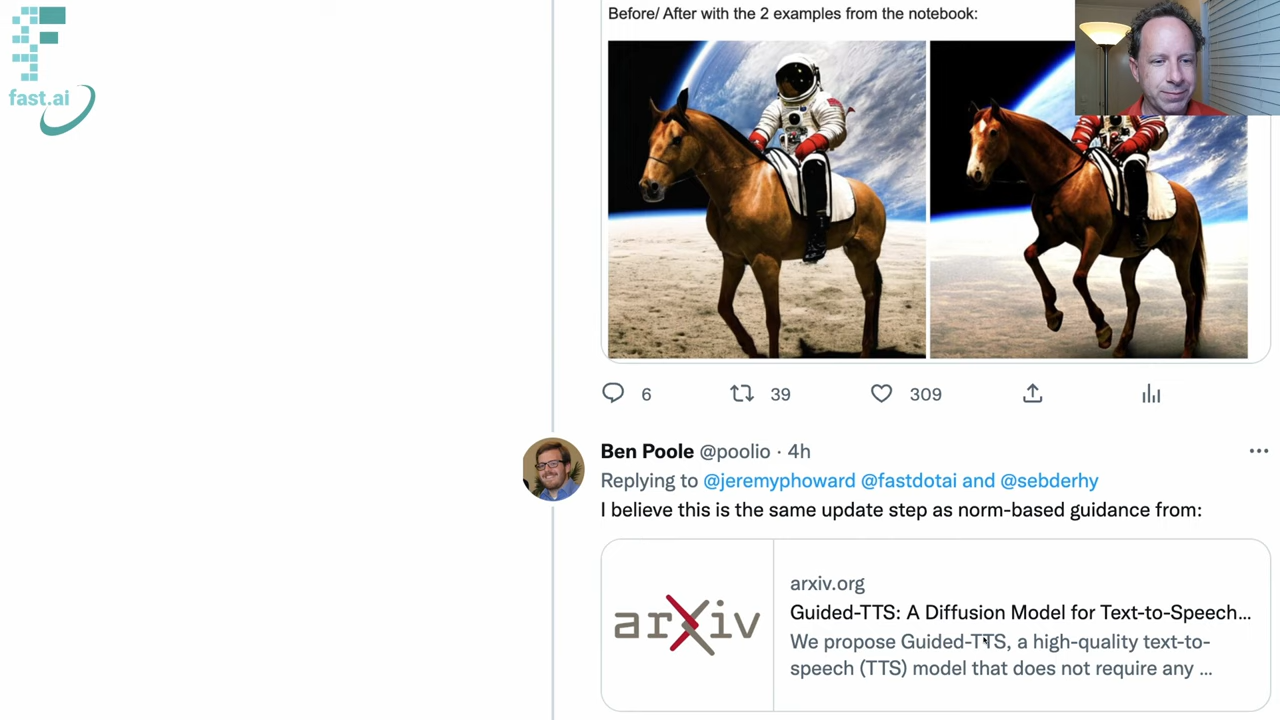 fast.ai
Before/ After with the 2 examples from the notebook:
6 39 309
Ben Poole @poolio · 4h
Replying to @jeremyphoward @fastdotai and @sebderhy
I believe this is the same update step as norm-based guidance from:
arXiv
arxiv.org
Guided-TTS: A Diffusion Model for Text-to-Speech...
We propose Guided-TTS, a high-quality text-to-
speech (TTS) model that does not require any ...